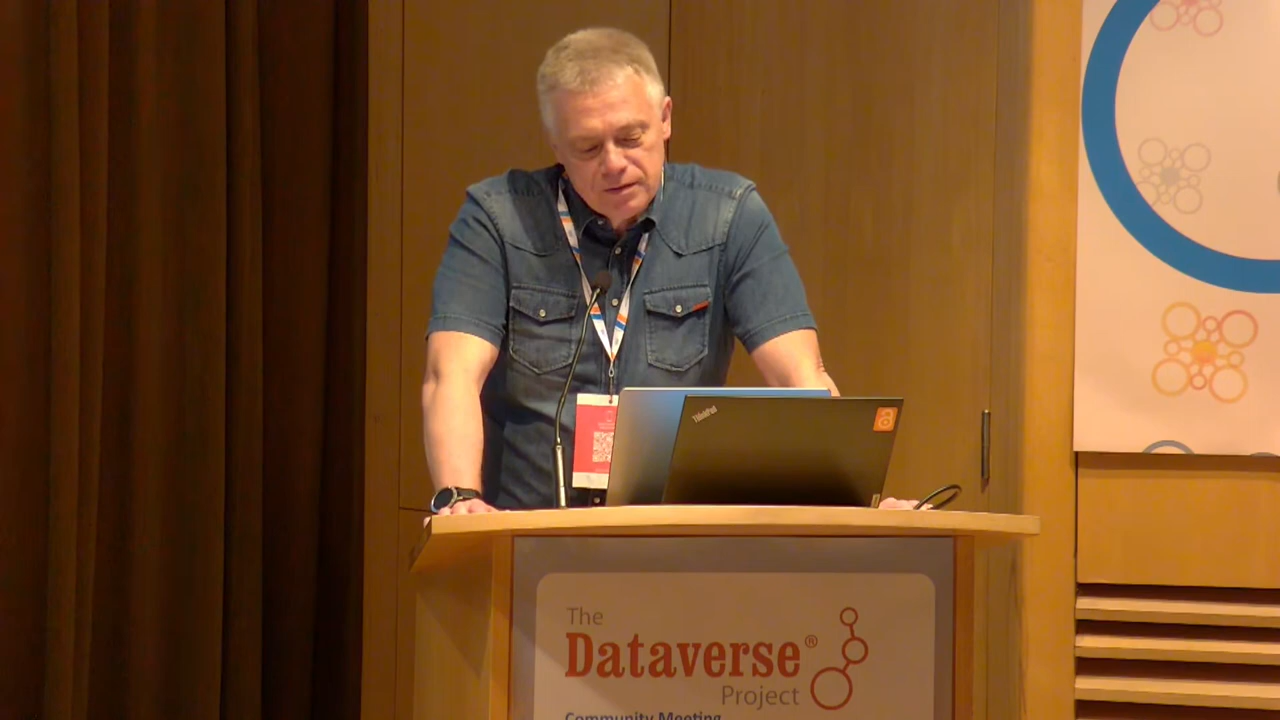 ThinkPad
The
Dataverse®
Project
Community Meeting